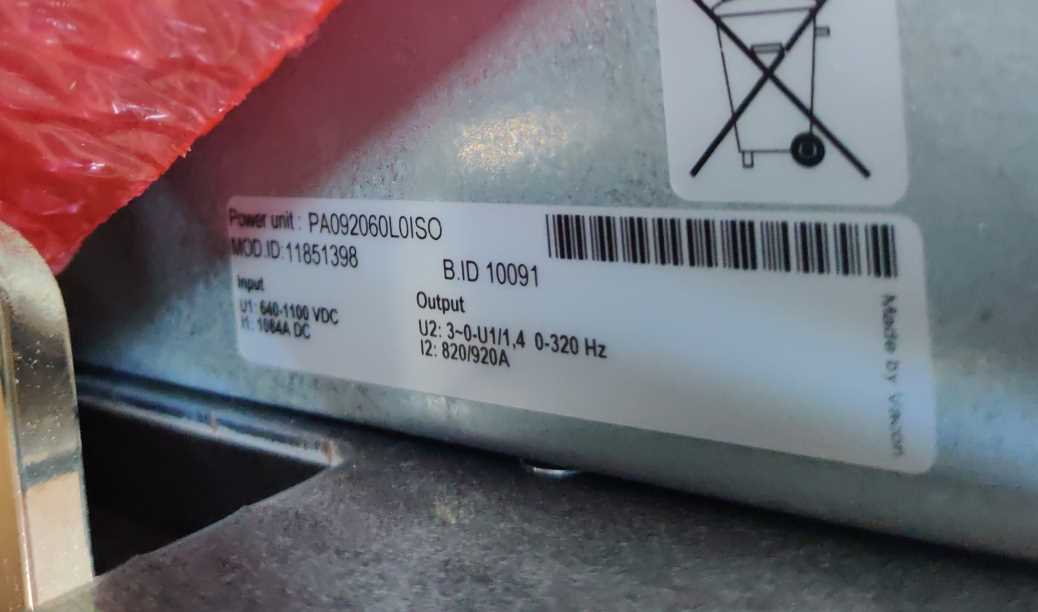 Power unit: PA092060L0ISO
MOD.ID:11851398
B.ID 10091
Input
U1: 640-1100 VDC
I1: 1064A DC
Output
U2: 3~0-U1/1,4 0-320 Hz
I2: 820/920A
Made by Vacon